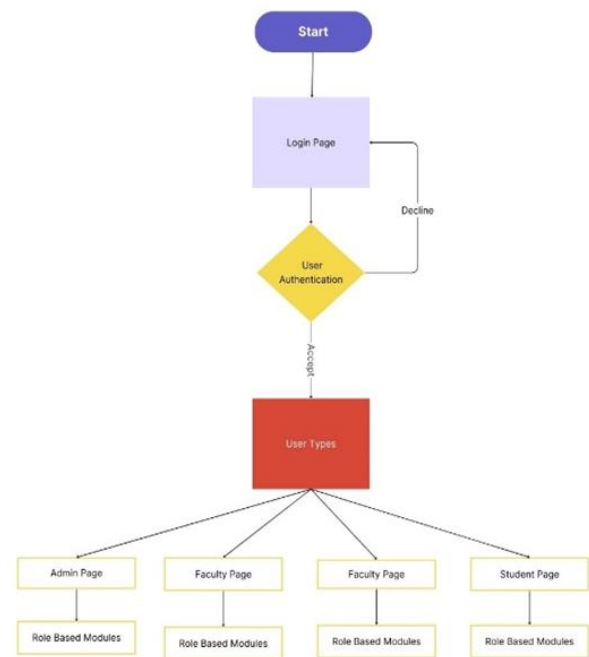 Start
Login Page
Decline
User
Authentication
Accept
User Types
Admin Page
Faculty Page
Faculty Page
Student Page
Role Based Modules
Role Based Modules
Role Based Modules
Role Based Modules